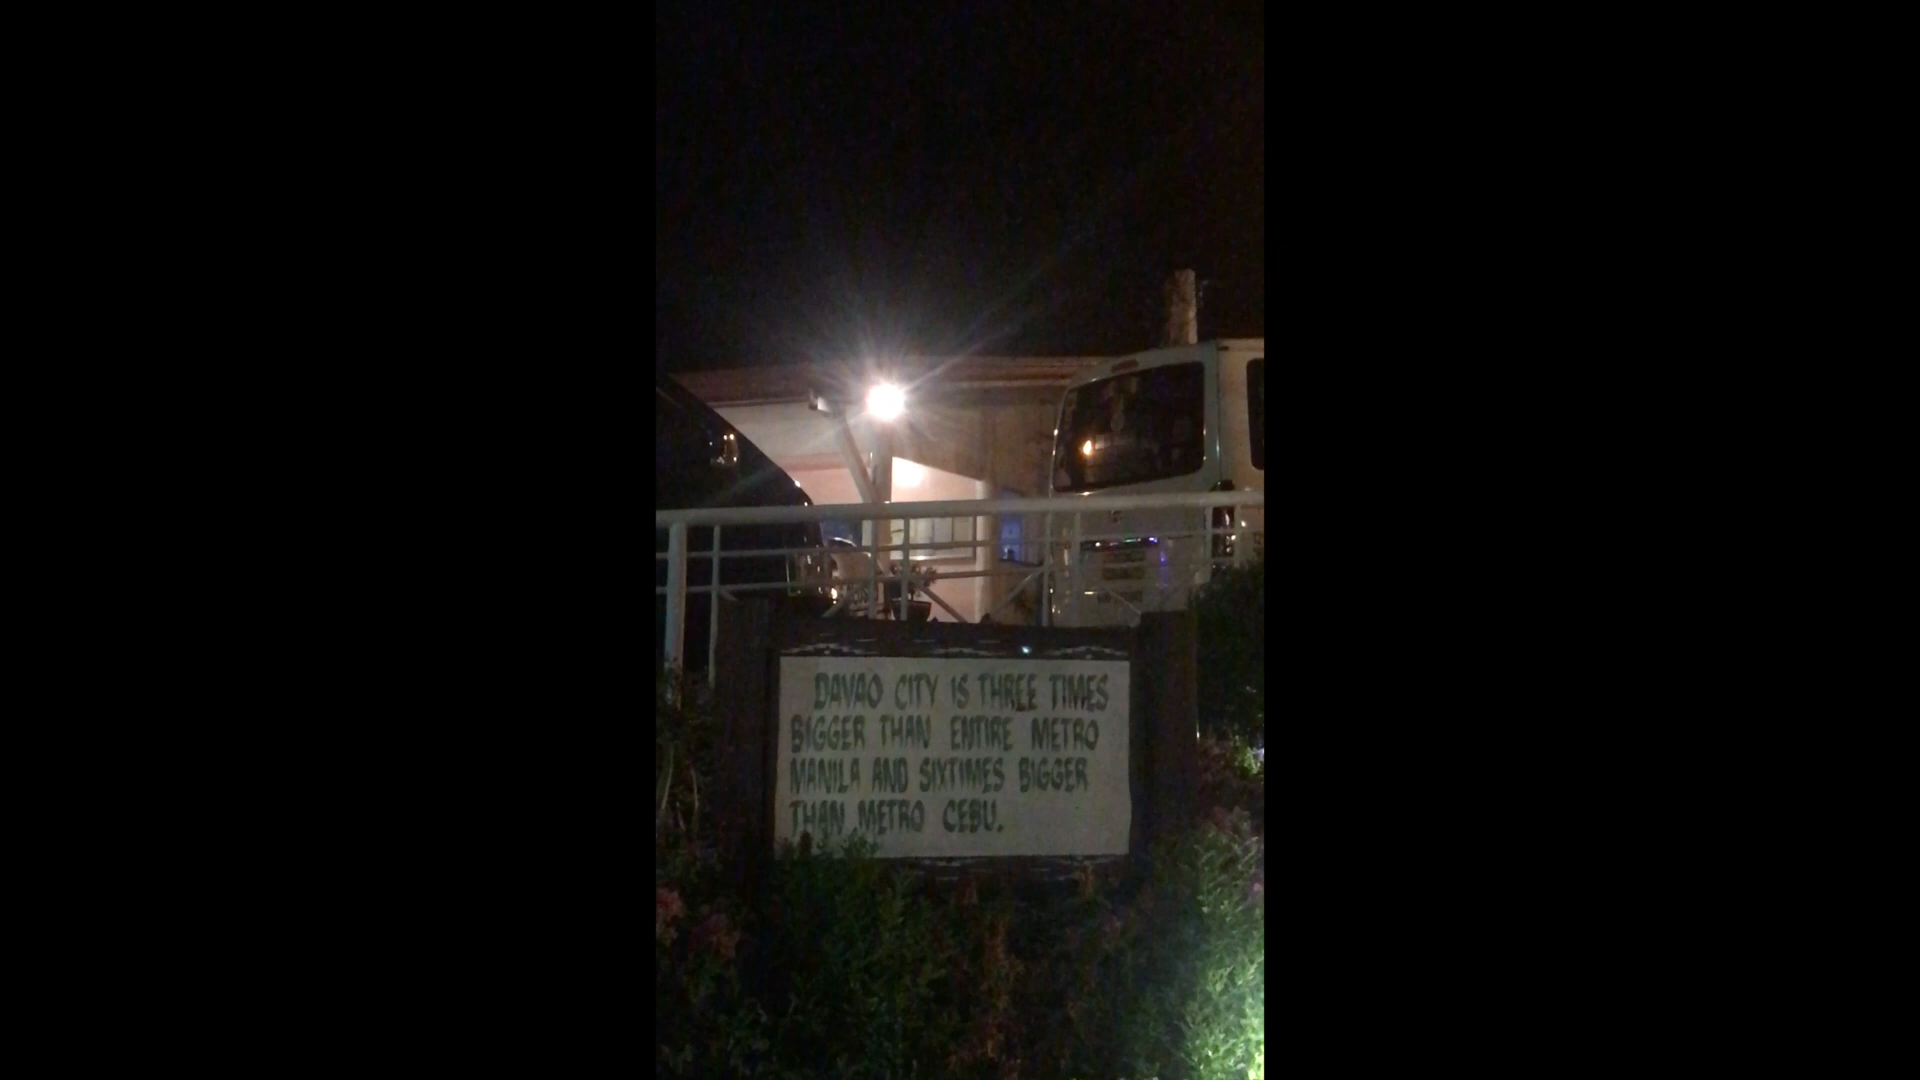 DAVAO CITY IS THREE TIMES
BIGGER THAN ENTIRE METRO
MANILA AND SIXTIMES BIGGER
THAN METRO CEBU.